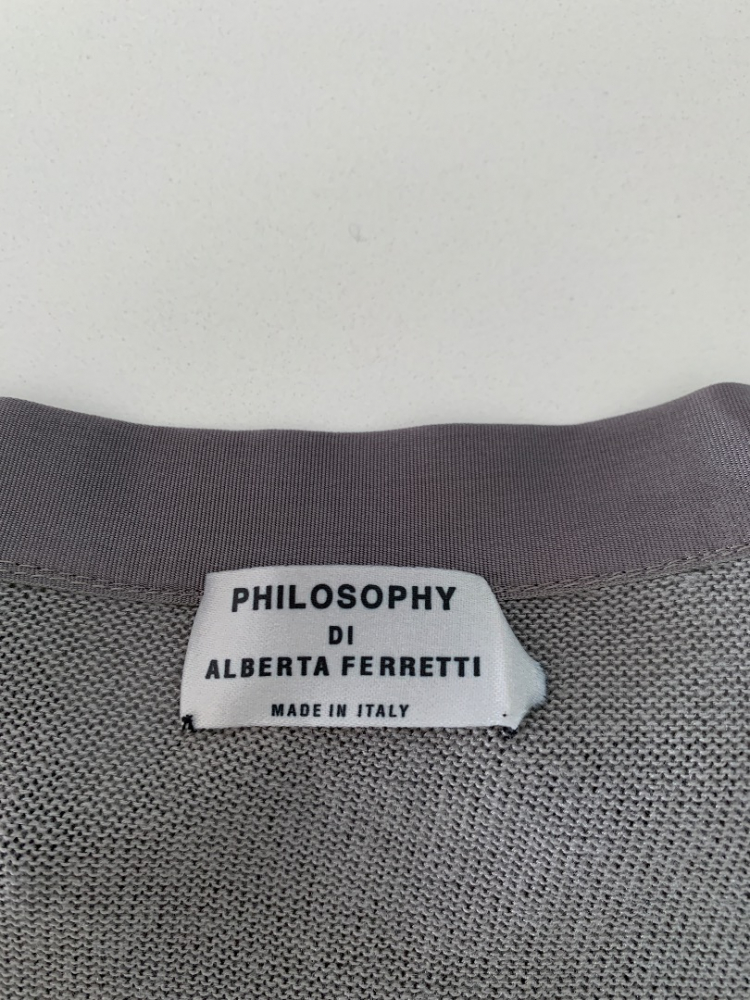 PHILOSOPHY
DI
ALBERTA FERRETTI
MADE IN ITALY